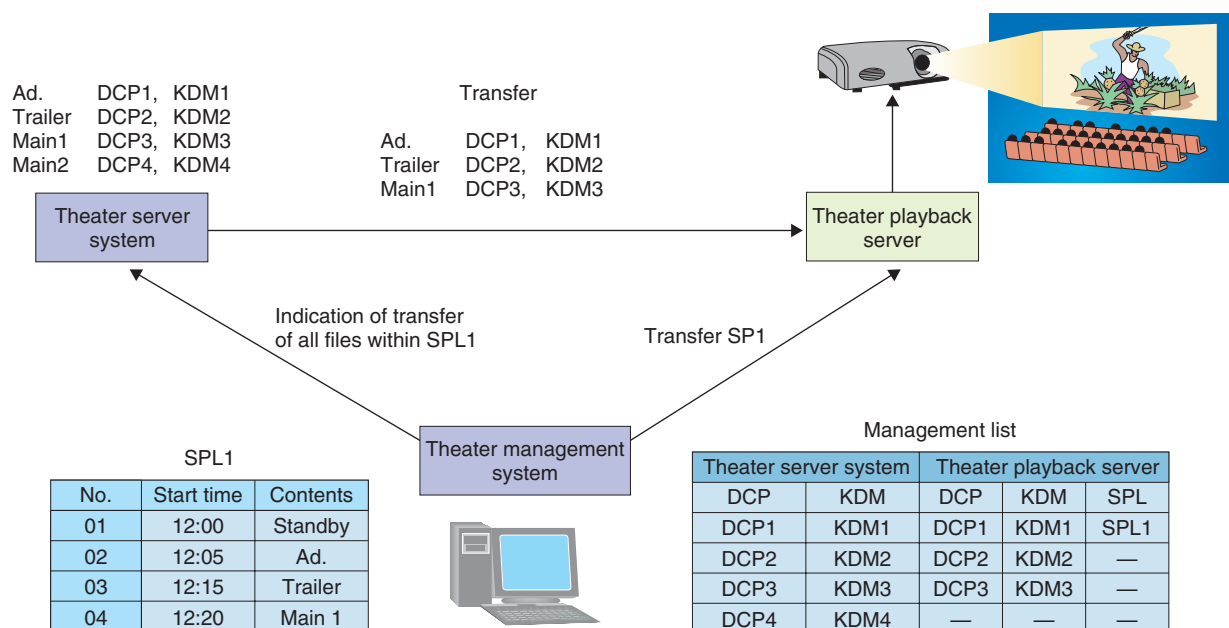 Ad. DCP1, KDM1
Trailer DCP2, KDM2
Main1 DCP3, KDM3
Main2 DCP4, KDM4
Transfer
Ad. DCP1, KDM1
Trailer DCP2, KDM2
Main1 DCP3, KDM3
Theater server
system
Theater playback
server
Indication of transfer
of all files within SPL1
Transfer SP1
Theater management
system
SPL1
No. Start time Contents
01 12:00 Standby
02 12:05 Ad.
03 12:15 Trailer
04 12:20 Main 1
Management list
Theater server system Theater playback server
DCP KDM DCP KDM SPL
DCP1 KDM1 DCP1 KDM1 SPL1
DCP2 KDM2 DCP2 KDM2 —
DCP3 KDM3 DCP3 KDM3 —
DCP4 KDM4 — — —